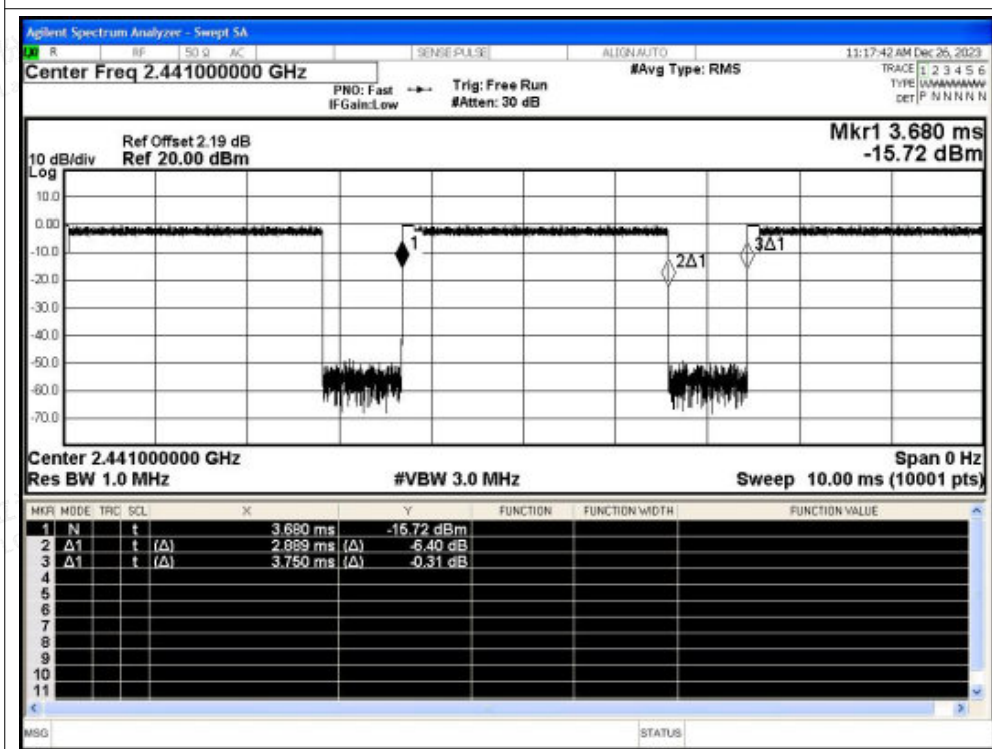 Agilent Spectrum Analyzer - Swept SA
R RF 50 Ω AC SENSE:PULSE ALIGN AUTO 11:17:42 AM Dec 26, 2023
Center Freq 2.441000000 GHz
PNO: Fast
IFGain:Low
Trig: Free Run
#Atten: 30 dB
#Avg Type: RMS
TRACE 1 2 3 4 5 6
TYPE
DET P N N N N N
Mkr1 3.680 ms
-15.72 dBm
Ref Offset 2.19 dB
10 dB/div Ref 20.00 dBm
Log
10.0
0.00
-10.0
-20.0
-30.0
-40.0
-50.0
-60.0
-70.0
1
2Δ1
3Δ1
Center 2.441000000 GHz Span 0 Hz
Res BW 1.0 MHz #VBW 3.0 MHz Sweep 10.00 ms (10001 pts)
MKR MODE TRC SCL X Y FUNCTION FUNCTION WIDTH FUNCTION VALUE
1 N t 3.680 ms -15.72 dBm
2 Δ1 t (Δ) 2.889 ms (Δ) -6.40 dB
3 Δ1 t (Δ) 3.750 ms (Δ) -0.31 dB
4
5
6
7
8
9
10
11
MSG STATUS